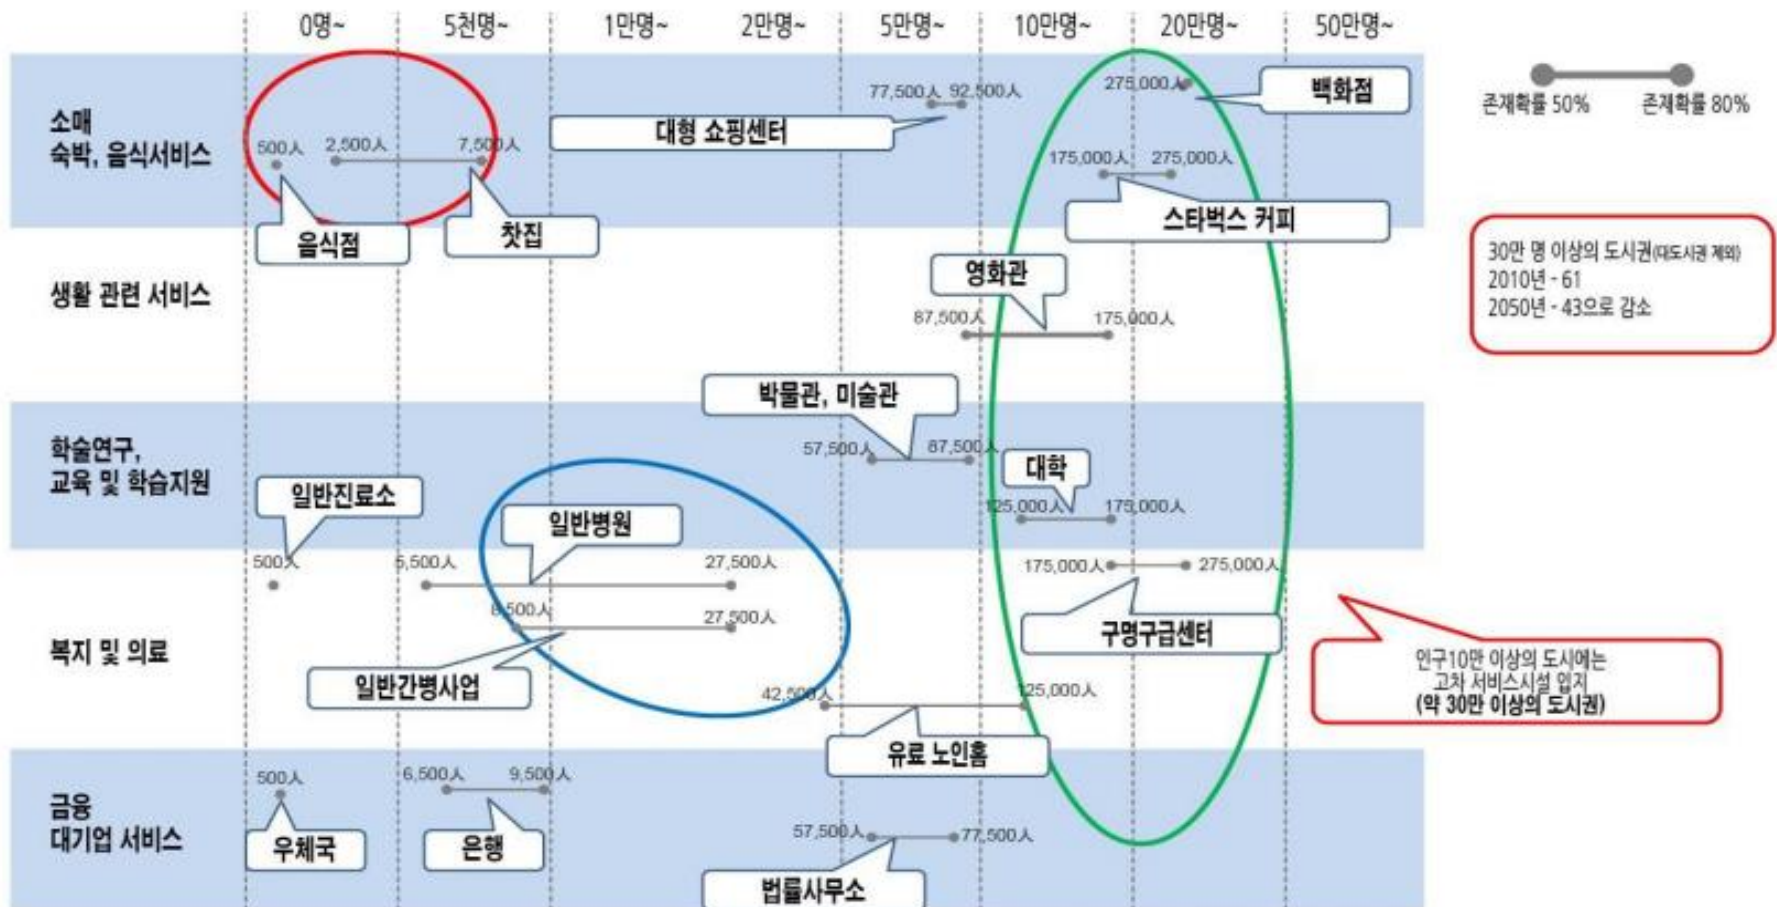 0명~ 5천명~ 1만명~ 2만명~ 5만명~ 10만명~ 20만명~ 50만명~
소매
숙박, 음식서비스
500人
2,500人
7,500人
음식점
찻집
77,500人
92,500人
대형 쇼핑센터
275,000人
백화점
175,000人
275,000人
스타벅스 커피
존재확률 50%
존재확률 80%
생활 관련 서비스
영화관
87,500人
175,000人
30만 명 이상의 도시권(대도시권 제외)
2010년 - 61
2050년 - 43으로 감소
학술연구,
교육 및 학습지원
박물관, 미술관
57,500人
87,500人
대학
125,000人
175,000人
복지 및 의료
일반진료소
500人
일반병원
5,500人
27,500人
8,500人
27,500人
일반간병사업
175,000人
275,000人
구명구급센터
42,500人
125,000人
유료 노인홈
인구10만 이상의 도시에는
고차 서비스시설 입지
(약 30만 이상의 도시권)
금융
대기업 서비스
500人
우체국
6,500人
9,500人
은행
57,500人
77,500人
법률사무소